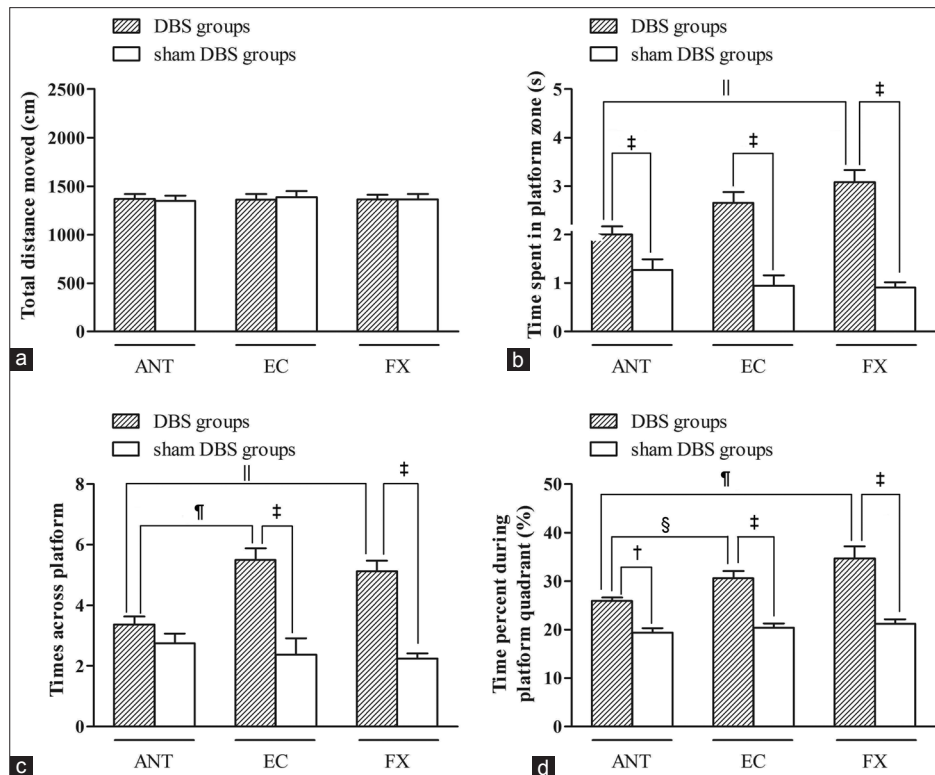 DBS groups
sham DBS groups
Total distance moved (cm)
2500
2000
1500
1000
500
0
ANT EC FX
a
DBS groups
sham DBS groups
Time spent in platform zone (s)
5
4
3
2
1
0
||
‡ ‡ ‡
ANT EC FX
b
DBS groups
sham DBS groups
Times across platform
8
6
4
2
0
||
¶ ‡ ‡
ANT EC FX
c
DBS groups
sham DBS groups
Time percent during
platform quadrant (%)
50
40
30
20
10
0
¶
§
† ‡ ‡
ANT EC FX
d